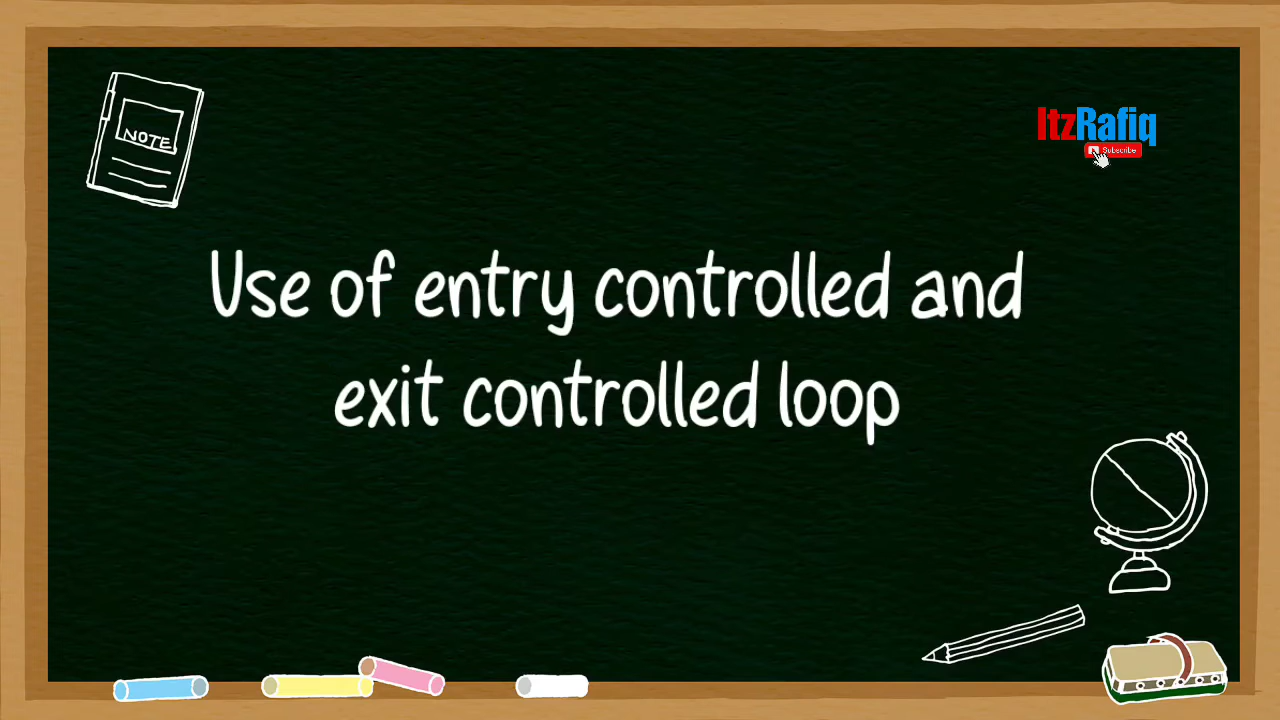 NOTE
ItzRafiq
Subscribe
Use of entry controlled and
exit controlled loop